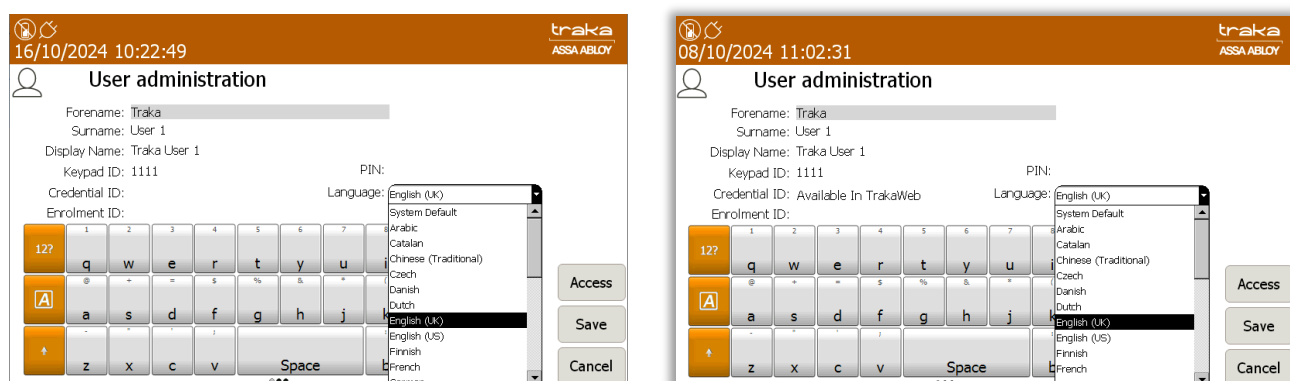 traka
16/10/2024 10:22:49
ASSA ABLOY
User administration
Forename: Traka
Surname: User 1
Display Name: Traka User 1
Keypad ID: 1111
PIN:
Credential ID:
Language: English (UK)
Enrolment ID:
System Default
Arabic
Catalan
Chinese (Traditional)
Czech
Danish
Dutch
English (UK)
English (US)
Finnish
French
German
12?
1 2 3 4 5 6 7 8
q w e r t y u i
@ + = $ % & * (
A
a s d f g h j k
- " ' ;
z x c v Space b
Access
Save
Cancel
traka
08/10/2024 11:02:31
ASSA ABLOY
User administration
Forename: Traka
Surname: User 1
Display Name: Traka User 1
Keypad ID: 1111
PIN:
Credential ID: Available In TrakaWeb
Language: English (UK)
Enrolment ID:
System Default
Arabic
Catalan
Chinese (Traditional)
Czech
Danish
Dutch
English (UK)
English (US)
Finnish
French
12?
1 2 3 4 5 6 7 8
q w e r t y u i
@ + = $ % & * (
A
a s d f g h j k
- " ' ;
z x c v Space b
Access
Save
Cancel